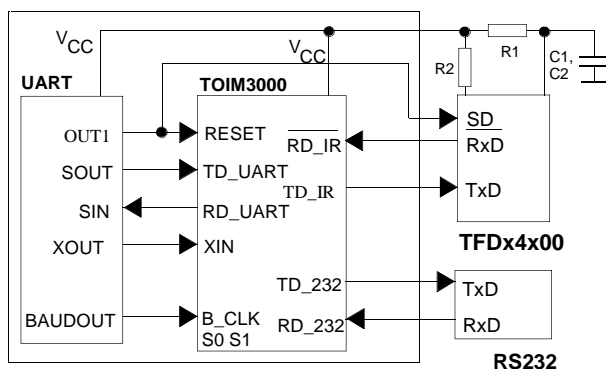 VCC
VCC
R2
R1
C1,
C2
UART
TOIM3000
OUT1
RESET
RD_IR
SD
RxD
SOUT
TD_UART
TD_IR
TxD
SIN
RD_UART
XOUT
XIN
TFDx4x00
TD_232
TxD
BAUDOUT
B_CLK
RD_232
RxD
S0 S1
RS232